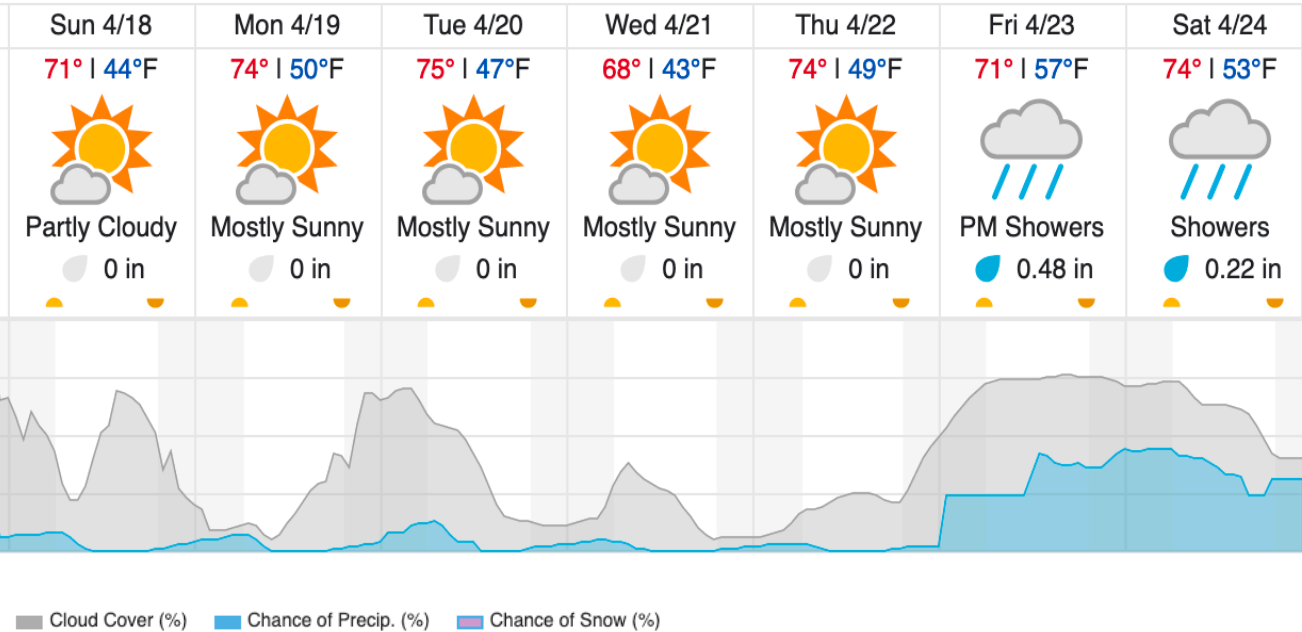 Sun 4/18 Mon 4/19 Tue 4/20 Wed 4/21 Thu 4/22 Fri 4/23 Sat 4/24
71° | 44°F 74° | 50°F 75° | 47°F 68° | 43°F 74° | 49°F 71° | 57°F 74° | 53°F
Partly Cloudy Mostly Sunny Mostly Sunny Mostly Sunny Mostly Sunny PM Showers Showers
0 in 0 in 0 in 0 in 0 in 0.48 in 0.22 in
Cloud Cover (%) Chance of Precip. (%) Chance of Snow (%)